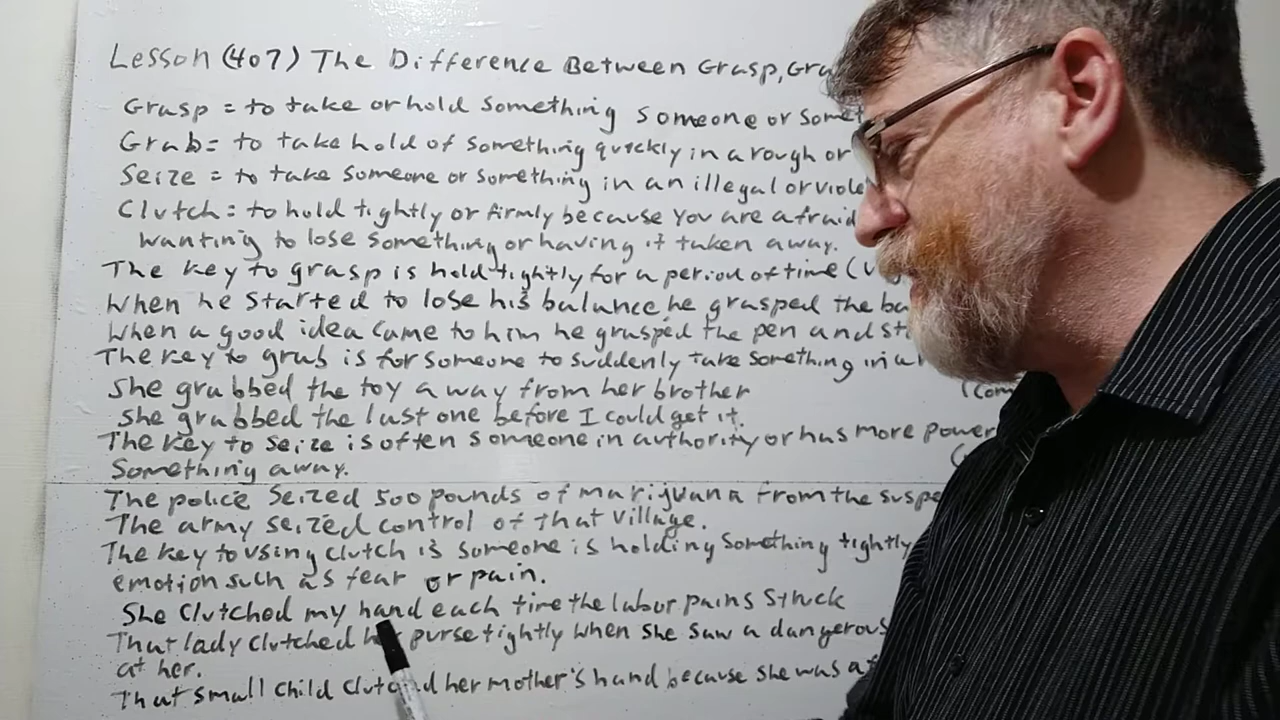 Lesson (407) The Difference Between Grasp, Gra
Grasp = to take or hold something someone or somet
Grab = to take hold of something quickly in a rough or
Seize = to take someone or something in an illegal or viole
Clutch = to hold tightly or firmly because you are afraid
wanting to lose something or having it taken away.
The key to grasp is hold tightly for a period of time (
When he started to lose his balance he grasped the ba
When a good idea came to him he grasped the pen and st
The key to grab is for someone to suddenly take something in a
She grabbed the toy away from her brother (Com
She grabbed the last one before I could get it.
The key to seize is often someone in authority or has more power
Something away.
The police seized 500 pounds of marijuana from the suspe
The army seized control of that village.
The key to using clutch is someone is holding something tightly
emotion such as fear or pain.
She clutched my hand each time the labor pains struck
That lady clutched her purse tightly when she saw a dangerous
at her.
That small child clutched her mother's hand because she was a